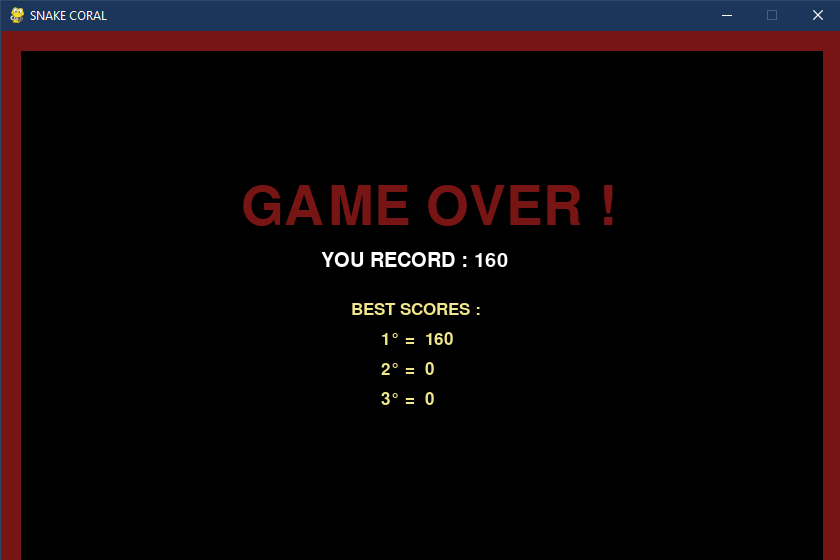 SNAKE CORAL
GAME OVER !
YOU RECORD : 160
BEST SCORES :
1° = 160
2° = 0
3° = 0